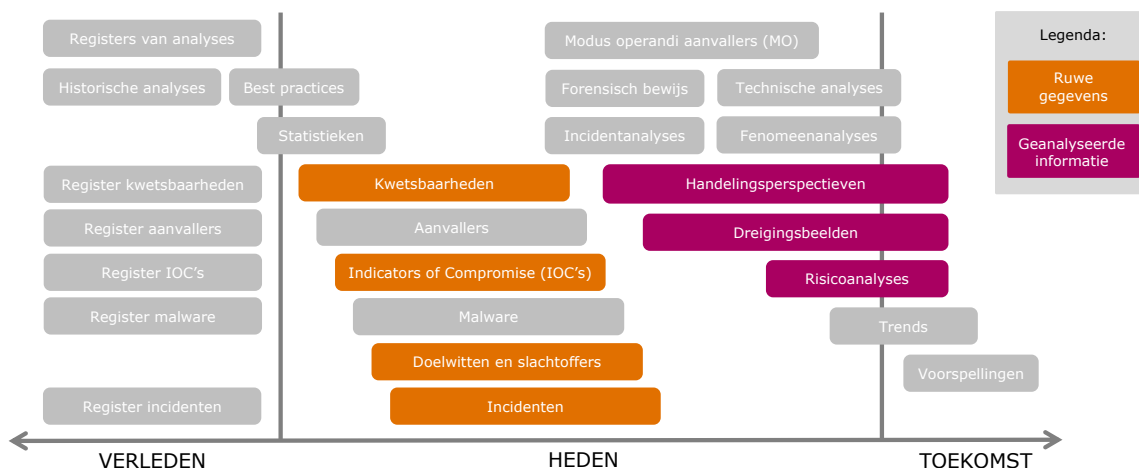 Registers van analyses
Modus operandi aanvallers (MO)
Legenda:
Historische analyses
Best practices
Forensisch bewijs
Technische analyses
Ruwe
gegevens
Statistieken
Incidentanalyses
Fenomeenanalyses
Geanalyseerde
informatie
Register kwetsbaarheden
Kwetsbaarheden
Handelingsperspectieven
Register aanvallers
Aanvallers
Dreigingsbeelden
Register IOC's
Indicators of Compromise (IOC's)
Risicoanalyses
Register malware
Malware
Trends
Doelwitten en slachtoffers
Voorspellingen
Register incidenten
Incidenten
VERLEDEN
HEDEN
TOEKOMST